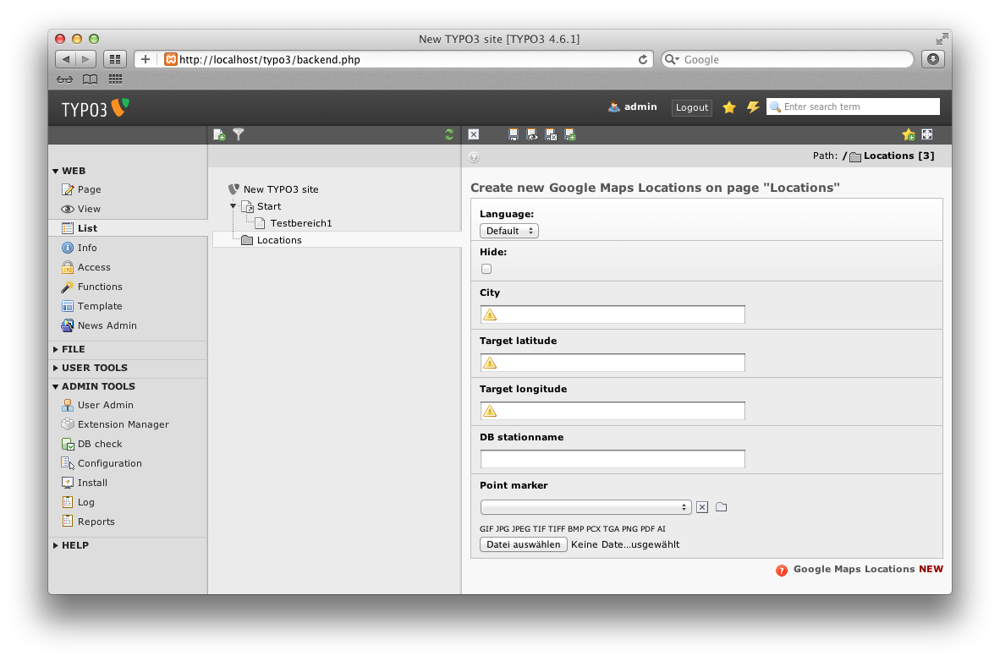 New TYPO3 site [TYPO3 4.6.1]
http://localhost/typo3/backend.php
Google
TYPO3
admin
Logout
Enter search term
Path: / Locations [3]
WEB
Page
View
List
Info
Access
Functions
Template
News Admin
FILE
USER TOOLS
ADMIN TOOLS
User Admin
Extension Manager
DB check
Configuration
Install
Log
Reports
HELP
New TYPO3 site
Start
Testbereich1
Locations
Create new Google Maps Locations on page "Locations"
Language:
Default
Hide:
City
Target latitude
Target longitude
DB stationname
Point marker
GIF JPG JPEG TIF TIFF BMP PCX TGA PNG PDF AI
Datei auswählen Keine Date...usgewählt
Google Maps Locations NEW